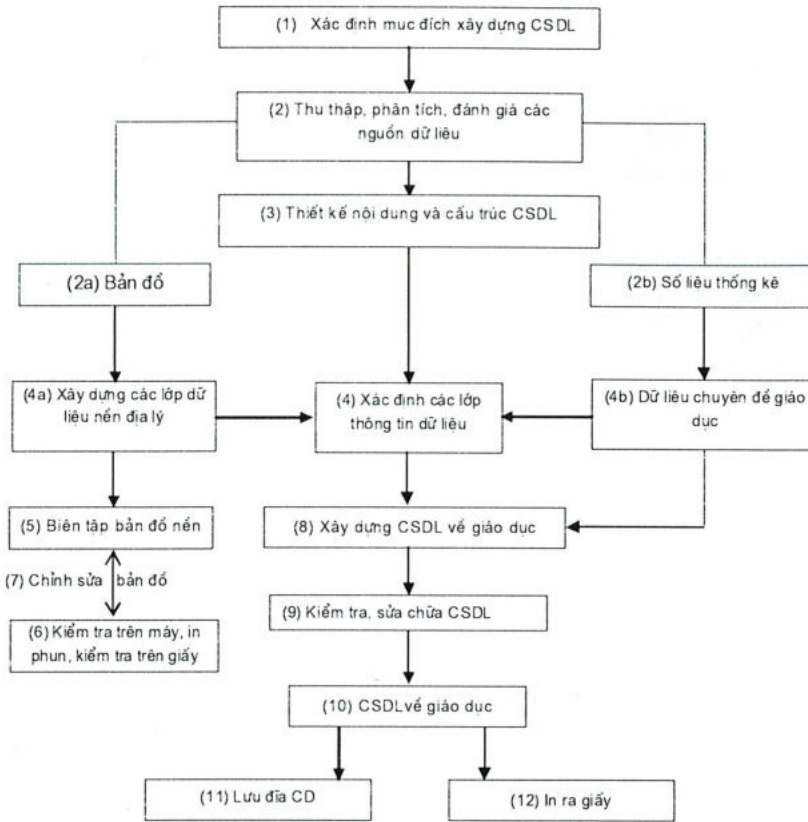 (1) Xác định mục đích xây dựng CSDL
(2) Thu thập, phân tích, đánh giá các
nguồn dữ liệu
(3) Thiết kế nội dung và cấu trúc CSDL
(2a) Bản đồ
(2b) Số liệu thống kê
(4a) Xây dựng các lớp dữ
liệu nền địa lý
(4) Xác định các lớp
thông tin dữ liệu
(4b) Dữ liệu chuyên đề giáo
dục
(5) Biên tập bản đồ nền
(8) Xây dựng CSDL về giáo dục
(7) Chỉnh sửa bản đồ
(9) Kiểm tra, sửa chữa CSDL
(6) Kiểm tra trên máy, in
phun, kiểm tra trên giấy
(10) CSDLvề giáo dục
(11) Lưu đĩa CD
(12) In ra giấy